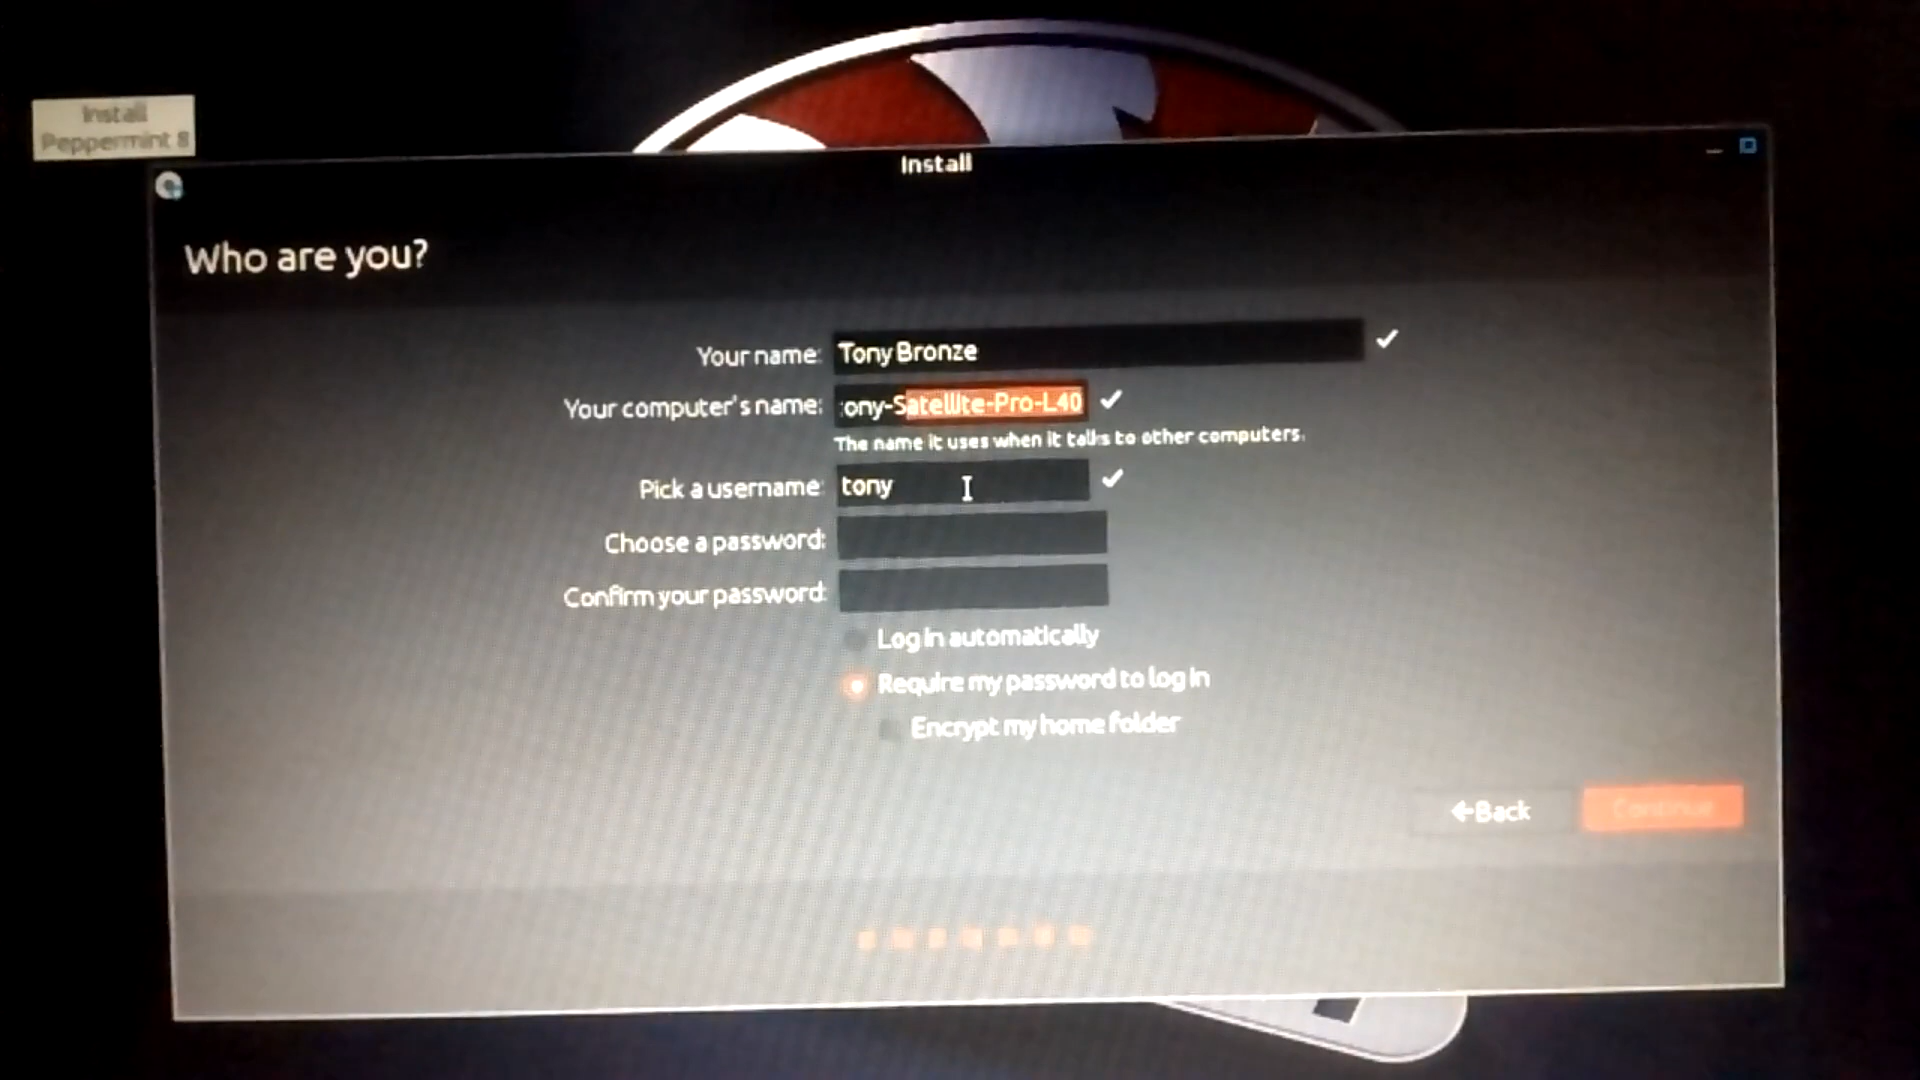 Install
Peppermint 8
Install
Who are you?
Your name: Tony Bronze
Your computer's name: ony-Satellite-Pro-L40
The name it uses when it talks to other computers.
Pick a username: tony
Choose a password:
Confirm your password:
Log in automatically
Require my password to log in
Encrypt my home folder
Back
Continue